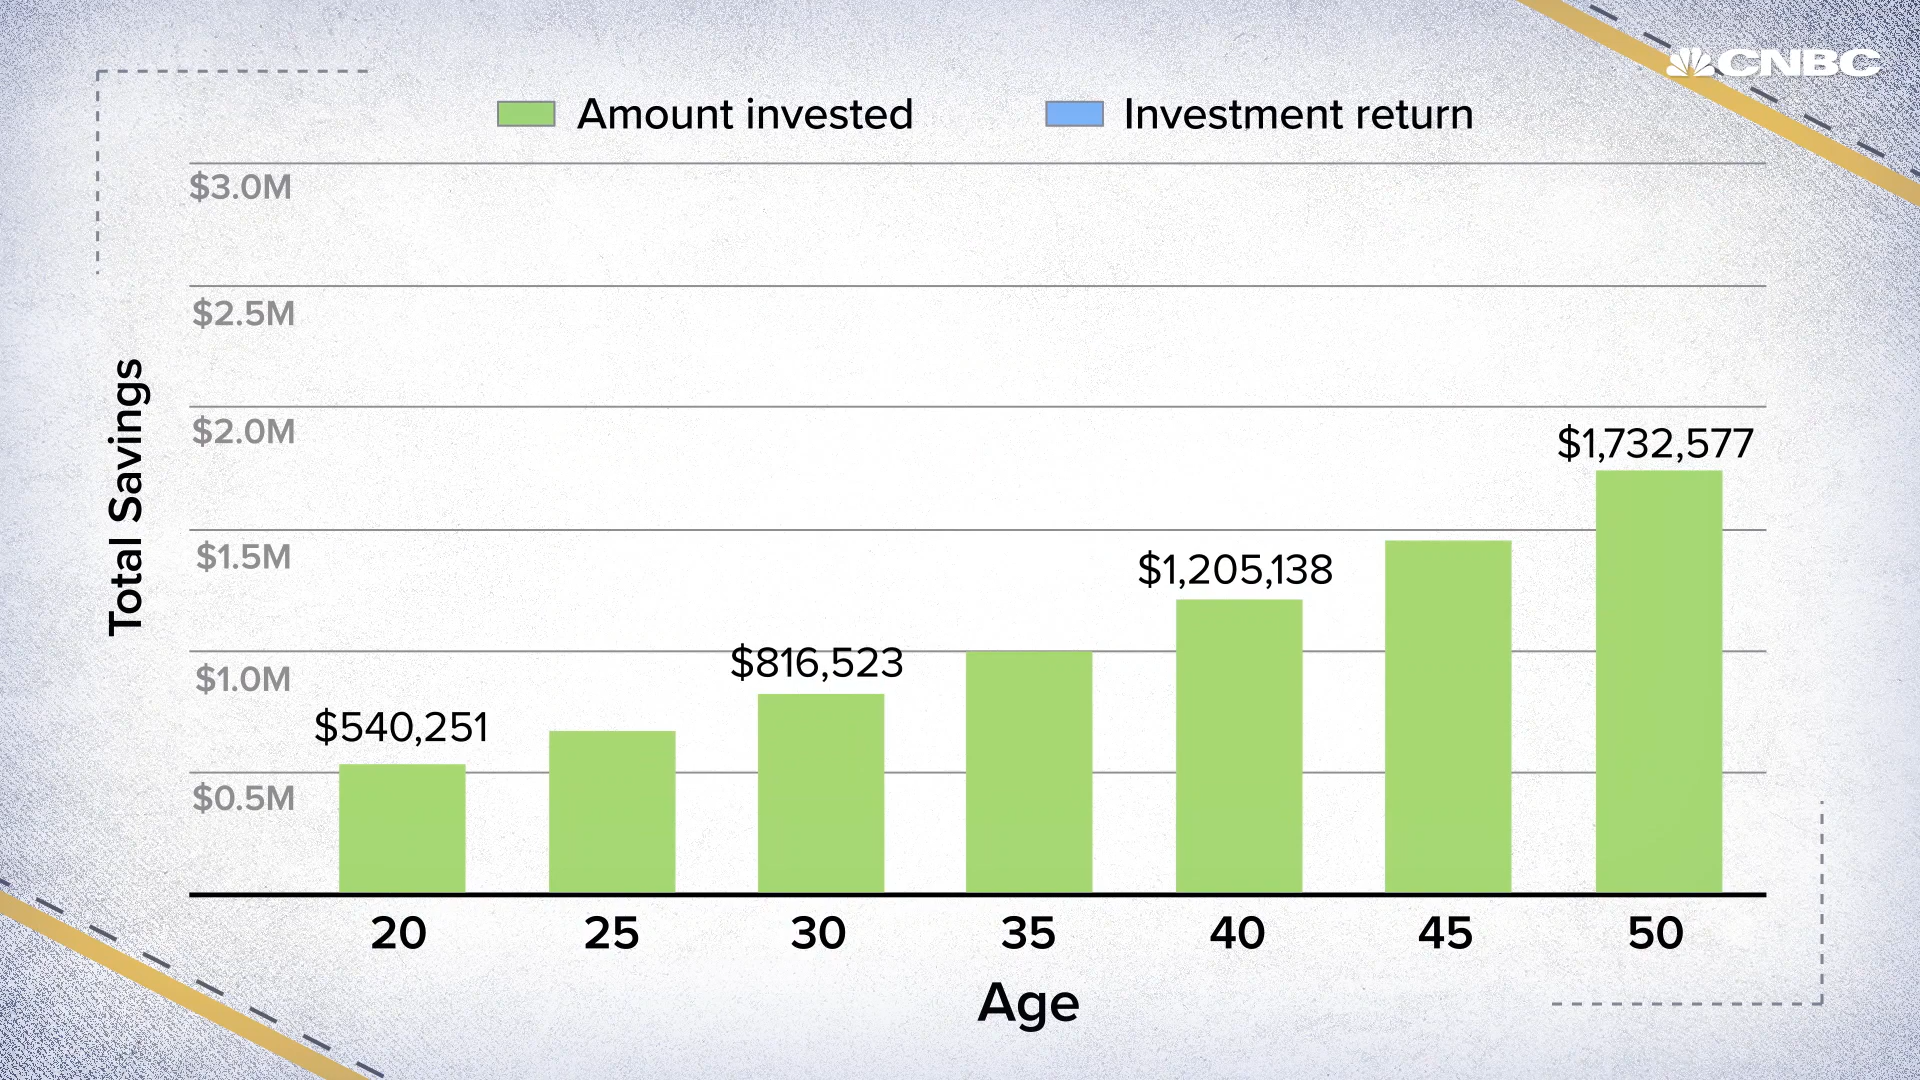 CNBC
Amount invested
Investment return
$3.0M
$2.5M
$2.0M
$1.5M
$1.0M
$0.5M
Total Savings
$540,251
$816,523
$1,205,138
$1,732,577
20 25 30 35 40 45 50
Age